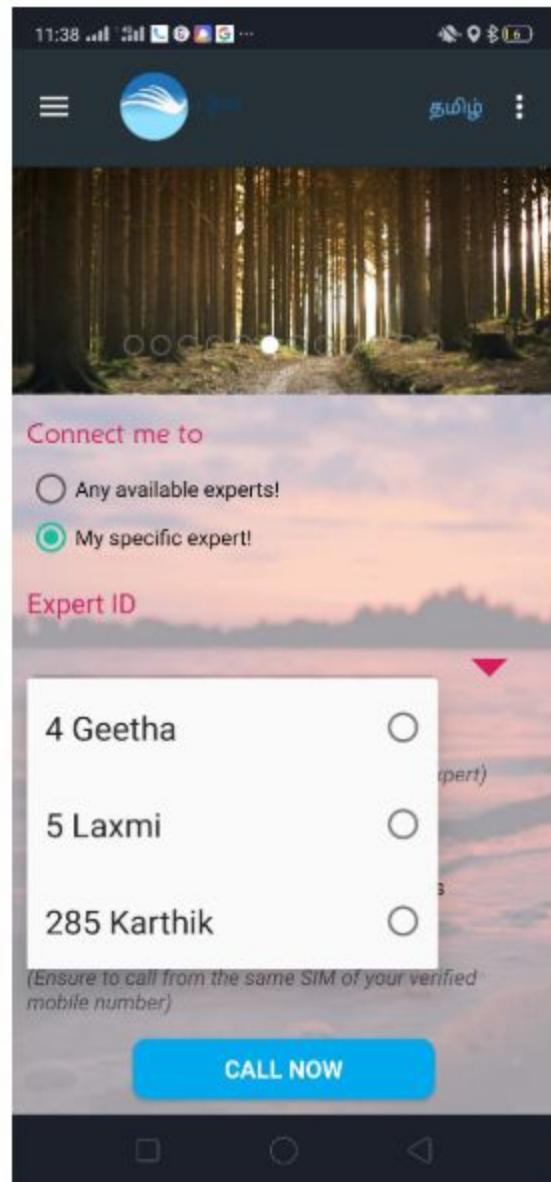 11:38
தமிழ்
Connect me to
Any available experts!
My specific expert!
Expert ID
4 Geetha
5 Laxmi
285 Karthik
(Ensure to call from the same SIM of your verified
mobile number)
CALL NOW